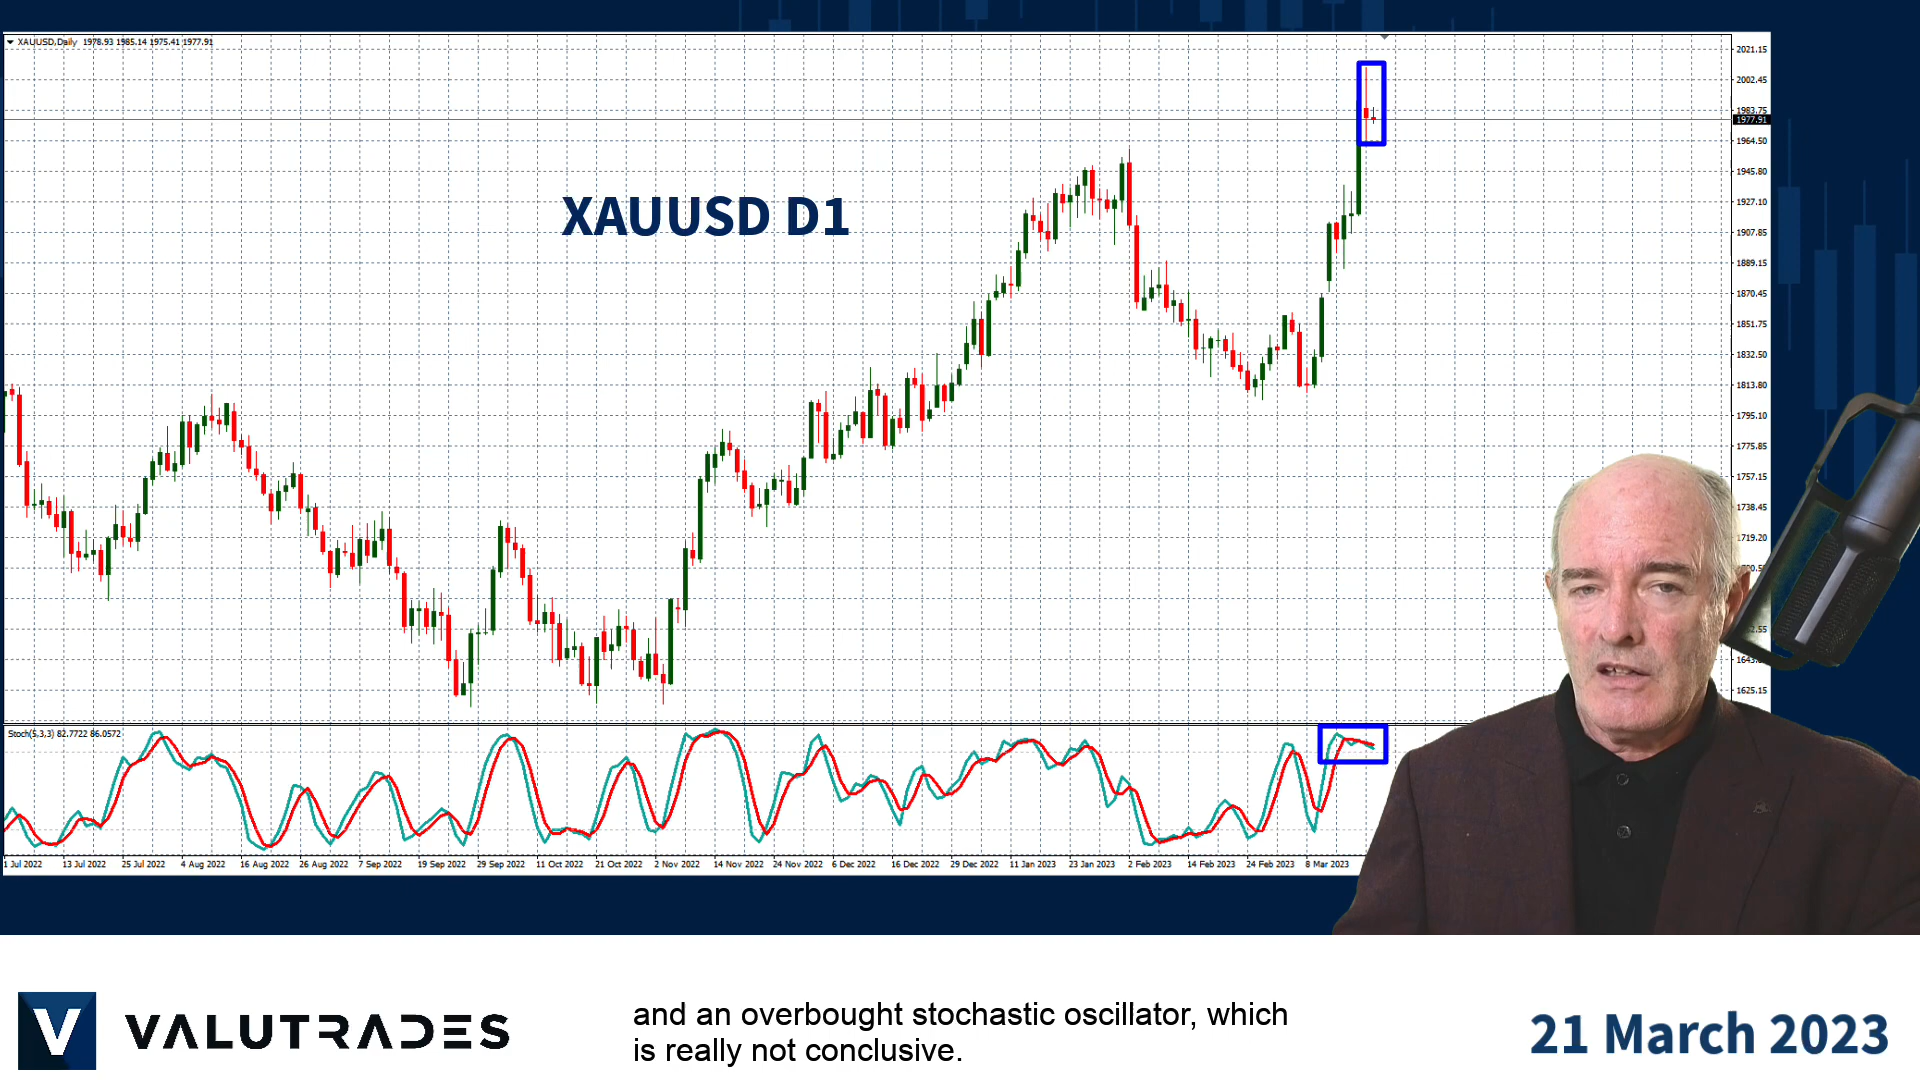 XAUUSD,Daily 1978.93 1985.14 1975.41 1977.91
2021.15
2002.45
1983.75
1977.91
1964.50
1945.80
1927.10
1907.85
1889.15
1870.45
1851.75
1832.50
1813.80
1795.10
1775.85
1757.15
1738.45
1719.20
1625.15
XAUUSD D1
Stoch(5,3,3) 82.7722 86.0572
1 Jul 2022 13 Jul 2022 25 Jul 2022 4 Aug 2022 16 Aug 2022 26 Aug 2022 7 Sep 2022 19 Sep 2022 29 Sep 2022 11 Oct 2022 21 Oct 2022 2 Nov 2022 14 Nov 2022 24 Nov 2022 6 Dec 2022 16 Dec 2022 29 Dec 2022 11 Jan 2023 23 Jan 2023 2 Feb 2023 14 Feb 2023 24 Feb 2023 8 Mar 2023
V VALUTRADES
and an overbought stochastic oscillator, which
is really not conclusive.
21 March 2023